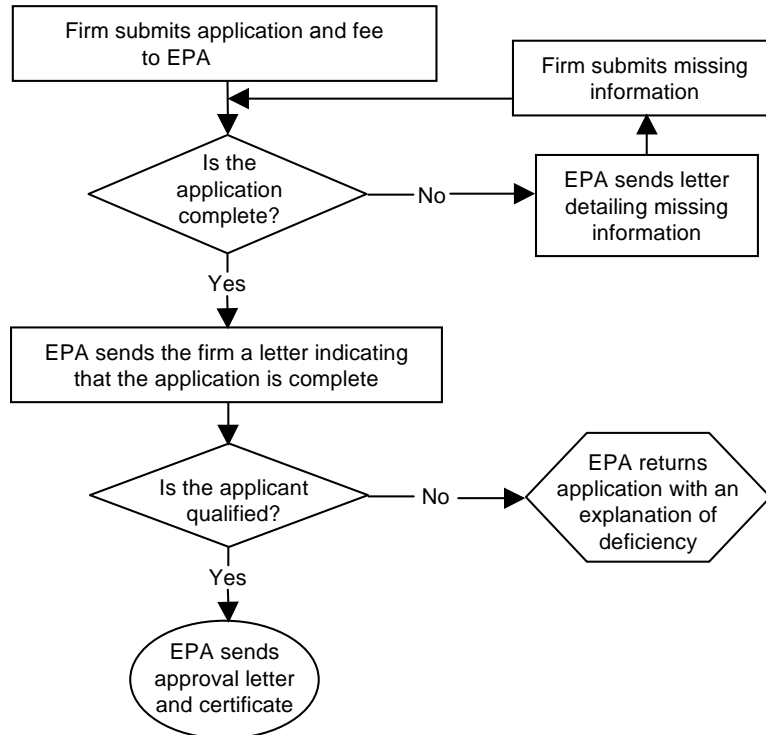 Firm submits application and fee
to EPA
Firm submits missing
information
Is the
application
complete?
No
EPA sends letter
detailing missing
information
Yes
EPA sends the firm a letter indicating
that the application is complete
Is the applicant
qualified?
No
EPA returns
application with an
explanation of
deficiency
Yes
EPA sends
approval letter
and certificate